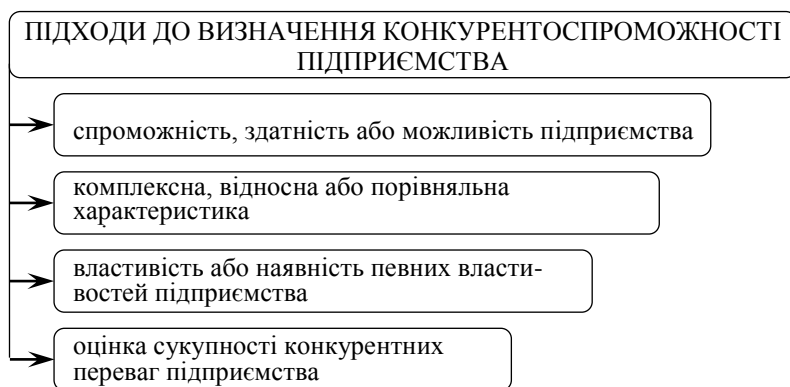 ПІДХОДИ ДО ВИЗНАЧЕННЯ КОНКУРЕНТОСПРОМОЖНОСТІ
ПІДПРИЄМСТВА
спроможність, здатність або можливість підприємства
комплексна, відносна або порівняльна
характеристика
властивість або наявність певних власти-
востей підприємства
оцінка сукупності конкурентних
переваг підприємства